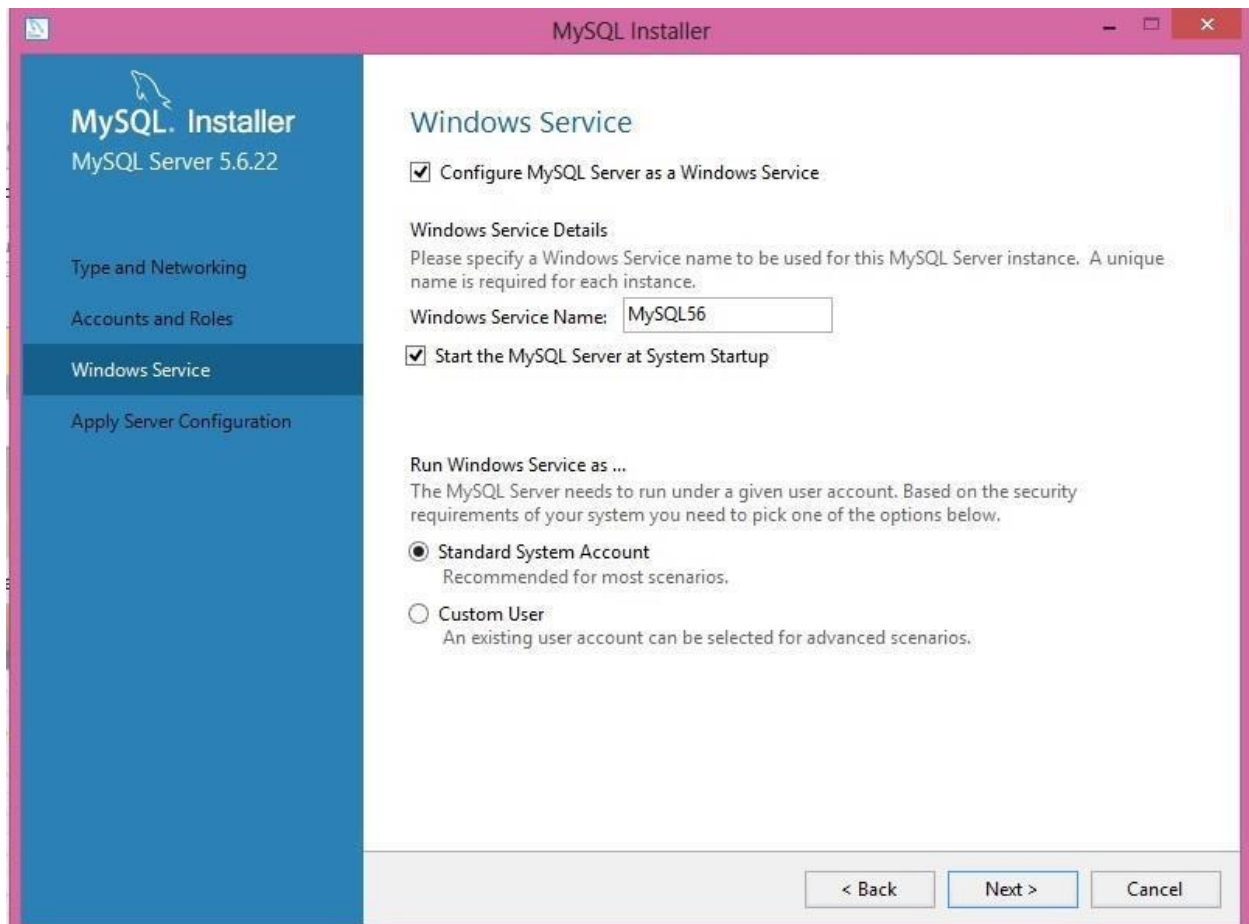 MySQL Installer
MySQL. Installer
MySQL Server 5.6.22
Type and Networking
Accounts and Roles
Windows Service
Apply Server Configuration
Windows Service
Configure MySQL Server as a Windows Service
Windows Service Details
Please specify a Windows Service name to be used for this MySQL Server instance. A unique
name is required for each instance.
Windows Service Name: MySQL56
Start the MySQL Server at System Startup
Run Windows Service as ...
The MySQL Server needs to run under a given user account. Based on the security
requirements of your system you need to pick one of the options below.
Standard System Account
Recommended for most scenarios.
Custom User
An existing user account can be selected for advanced scenarios.
< Back Next > Cancel